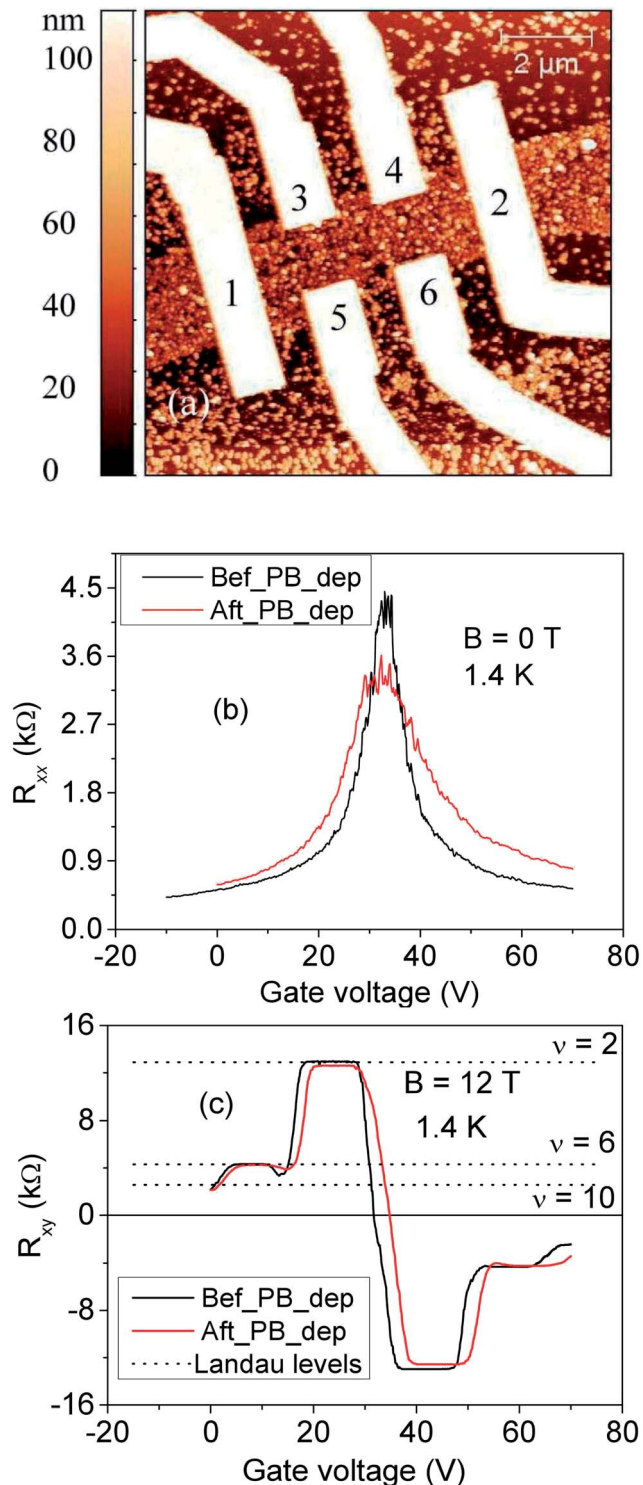 nm
100
80
60
40
20
0
2 µm
3
4
2
1
5
6
(a)
Bef_PB_dep
Aft_PB_dep
B = 0 T
1.4 K
(b)
4.5
3.6
2.7
1.8
0.9
0.0
R_xx (kΩ)
-20 0 20 40 60 80
Gate voltage (V)
16
8
0
-8
-16
R_xy (kΩ)
ν = 2
B = 12 T
(c)
1.4 K
ν = 6
ν = 10
Bef_PB_dep
Aft_PB_dep
Landau levels
-20 0 20 40 60 80
Gate voltage (V)